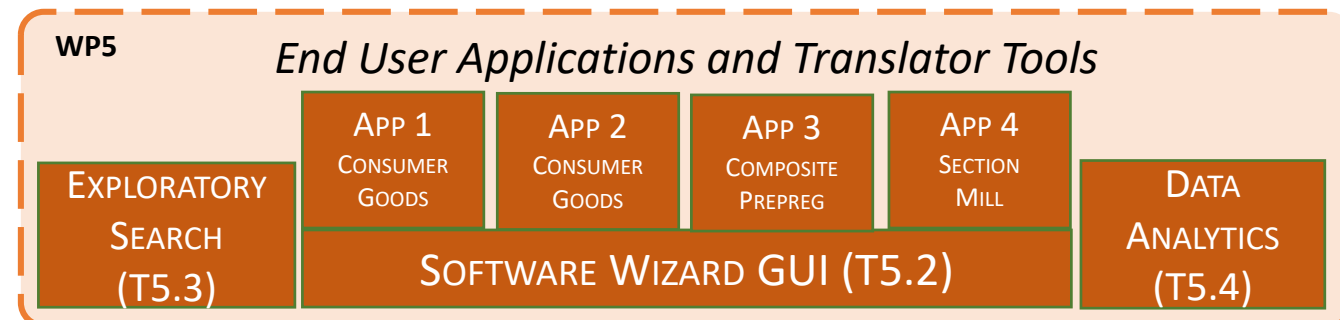 WP5
End User Applications and Translator Tools
EXPLORATORY
SEARCH
(T5.3)
APP 1
CONSUMER
GOODS
APP 2
CONSUMER
GOODS
APP 3
COMPOSITE
PREPREG
APP 4
SECTION
MILL
SOFTWARE WIZARD GUI (T5.2)
DATA
ANALYTICS
(T5.4)